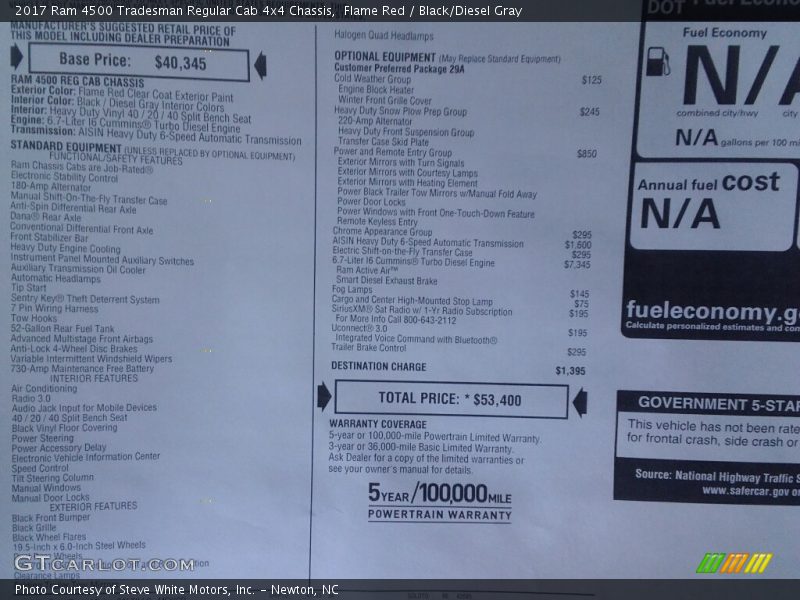 2017 Ram 4500 Tradesman Regular Cab 4x4 Chassis, Flame Red / Black/Diesel Gray
MANUFACTURER'S SUGGESTED RETAIL PRICE OF
THIS MODEL INCLUDING DEALER PREPARATION
Base Price: $40,345
RAM 4500 REG CAB CHASSIS
Exterior Color: Flame Red Clear Coat Exterior Paint
Interior Color: Black / Diesel Gray Interior Colors
Interior: Heavy Duty Vinyl 40 / 20 / 40 Split Bench Seat
Engine: 6.7-Liter I6 Cummins® Turbo Diesel Engine
Transmission: AISIN Heavy Duty 6-Speed Automatic Transmission
STANDARD EQUIPMENT (UNLESS REPLACED BY OPTIONAL EQUIPMENT)
FUNCTIONAL/SAFETY FEATURES
Ram Chassis Cabs are Job-Rated®
Electronic Stability Control
180-Amp Alternator
Manual Shift-On-The-Fly Transfer Case
Anti-Spin Differential Rear Axle
Dana® Rear Axle
Conventional Differential Front Axle
Front Stabilizer Bar
Heavy Duty Engine Cooling
Instrument Panel Mounted Auxiliary Switches
Auxiliary Transmission Oil Cooler
Automatic Headlamps
Tip Start
Sentry Key® Theft Deterrent System
7 Pin Wiring Harness
Tow Hooks
52-Gallon Rear Fuel Tank
Advanced Multistage Front Airbags
Anti-Lock 4-Wheel Disc Brakes
Variable Intermittent Windshield Wipers
730-Amp Maintenance Free Battery
INTERIOR FEATURES
Air Conditioning
Radio 3.0
Audio Jack Input for Mobile Devices
40 / 20 / 40 Split Bench Seat
Black Vinyl Floor Covering
Power Steering
Power Accessory Delay
Electronic Vehicle Information Center
Speed Control
Tilt Steering Column
Manual Windows
Manual Door Locks
EXTERIOR FEATURES
Black Front Bumper
Black Grille
Black Wheel Flares
19.5-Inch x 6.0-Inch Steel Wheels
Clearance Lamps
Halogen Quad Headlamps
OPTIONAL EQUIPMENT (May Replace Standard Equipment)
Customer Preferred Package 29A
Cold Weather Group $125
Engine Block Heater
Winter Front Grille Cover
Heavy Duty Snow Plow Prep Group $245
220-Amp Alternator
Heavy Duty Front Suspension Group
Transfer Case Skid Plate
Power and Remote Entry Group $850
Exterior Mirrors with Turn Signals
Exterior Mirrors with Courtesy Lamps
Exterior Mirrors with Heating Element
Power Black Trailer Tow Mirrors w/Manual Fold Away
Power Door Locks
Power Windows with Front One-Touch-Down Feature
Remote Keyless Entry
Chrome Appearance Group $295
AISIN Heavy Duty 6-Speed Automatic Transmission $1,600
Electric Shift-on-the-Fly Transfer Case $295
6.7-Liter I6 Cummins® Turbo Diesel Engine $7,345
Ram Active Air™
Smart Diesel Exhaust Brake
Fog Lamps $145
Cargo and Center High-Mounted Stop Lamp $75
SiriusXM® Sat Radio w/ 1-Yr Radio Subscription $195
For More Info Call 800-643-2112
Uconnect® 3.0 $195
Integrated Voice Command with Bluetooth®
Trailer Brake Control $295
DESTINATION CHARGE $1,395
TOTAL PRICE: * $53,400
WARRANTY COVERAGE
5-year or 100,000-mile Powertrain Limited Warranty.
3-year or 36,000-mile Basic Limited Warranty.
Ask Dealer for a copy of the limited warranties or
see your owner's manual for details.
5YEAR/100,000MILE
POWERTRAIN WARRANTY
DOT
Fuel Economy
N/A
combined city/hwy city
N/A gallons per 100 mi
Annual fuel cost
N/A
fueleconomy.g
Calculate personalized estimates and com
GOVERNMENT 5-STAR
This vehicle has not been rate
for frontal crash, side crash or
Source: National Highway Traffic S
www.safercar.gov or
GTCARLOT.COM
Photo Courtesy of Steve White Motors, Inc. – Newton, NC